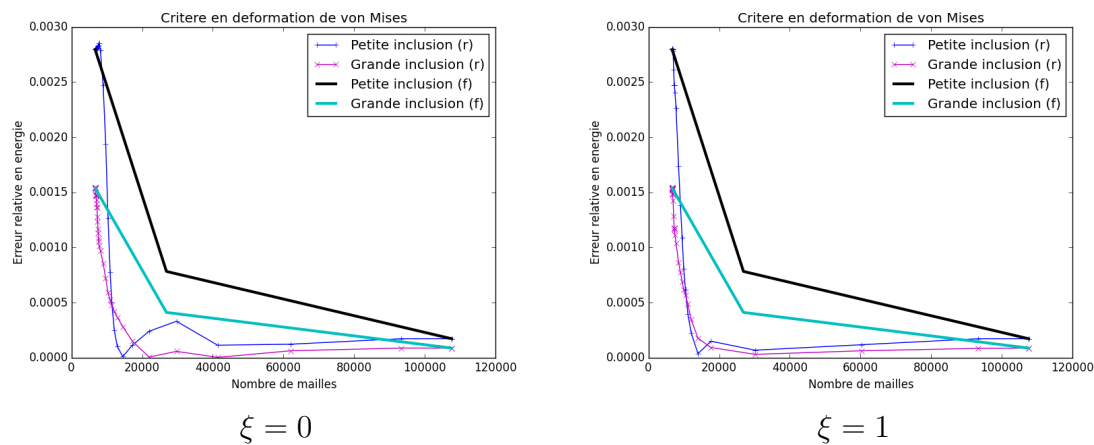 Critere en deformation de von Mises
Erreur relative en energie
0.0030
0.0025
0.0020
0.0015
0.0010
0.0005
0.0000
Petite inclusion (r)
Grande inclusion (r)
Petite inclusion (f)
Grande inclusion (f)
0 20000 40000 60000 80000 100000 120000
Nombre de mailles
ξ = 0
Critere en deformation de von Mises
Erreur relative en energie
0.0030
0.0025
0.0020
0.0015
0.0010
0.0005
0.0000
Petite inclusion (r)
Grande inclusion (r)
Petite inclusion (f)
Grande inclusion (f)
0 20000 40000 60000 80000 100000 120000
Nombre de mailles
ξ = 1